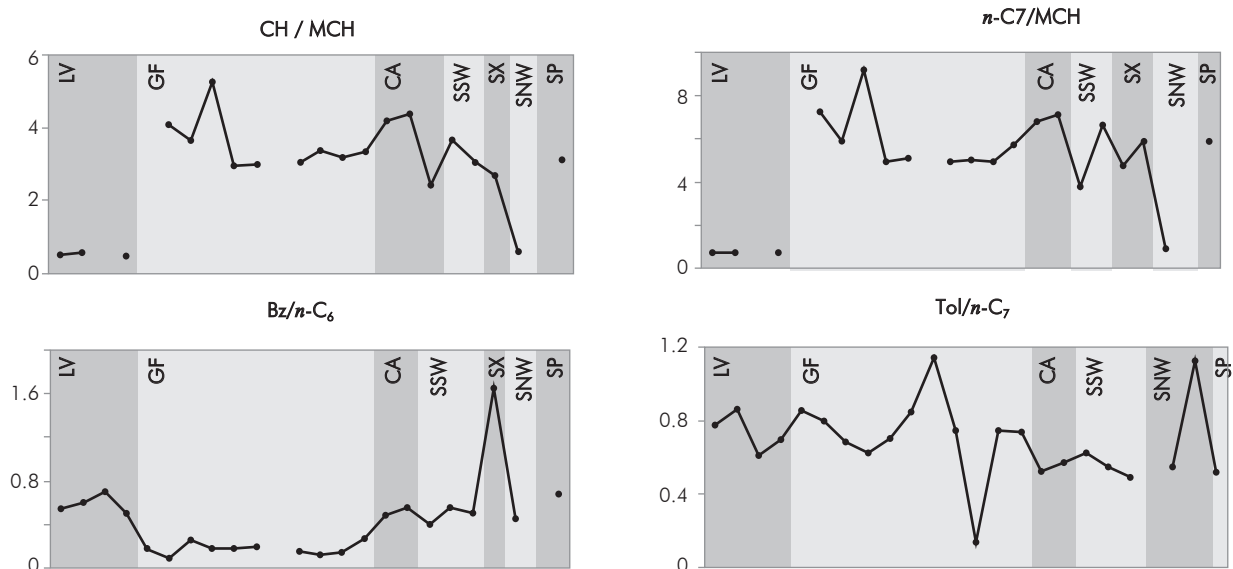 CH / MCH
6
4
2
0
LV
GF
CA
SSW
SX
SNW
SP
n-C7/MCH
8
4
0
LV
GF
CA
SSW
SX
SNW
SP
Bz/n-C₆
1.6
0.8
0
LV
GF
CA
SSW
SX
SNW
SP
Tol/n-C₇
1.2
0.8
0.4
0
LV
GF
CA
SSW
SNW
SP